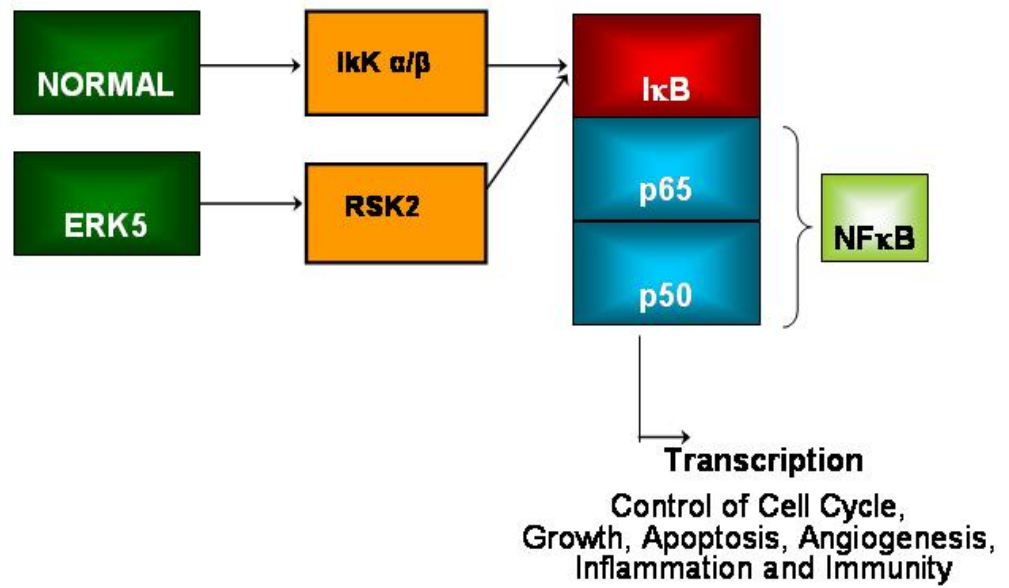 NORMAL
IkK α/β
IκB
ERK5
RSK2
p65
p50
NFκB
Transcription
Control of Cell Cycle,
Growth, Apoptosis, Angiogenesis,
Inflammation and Immunity